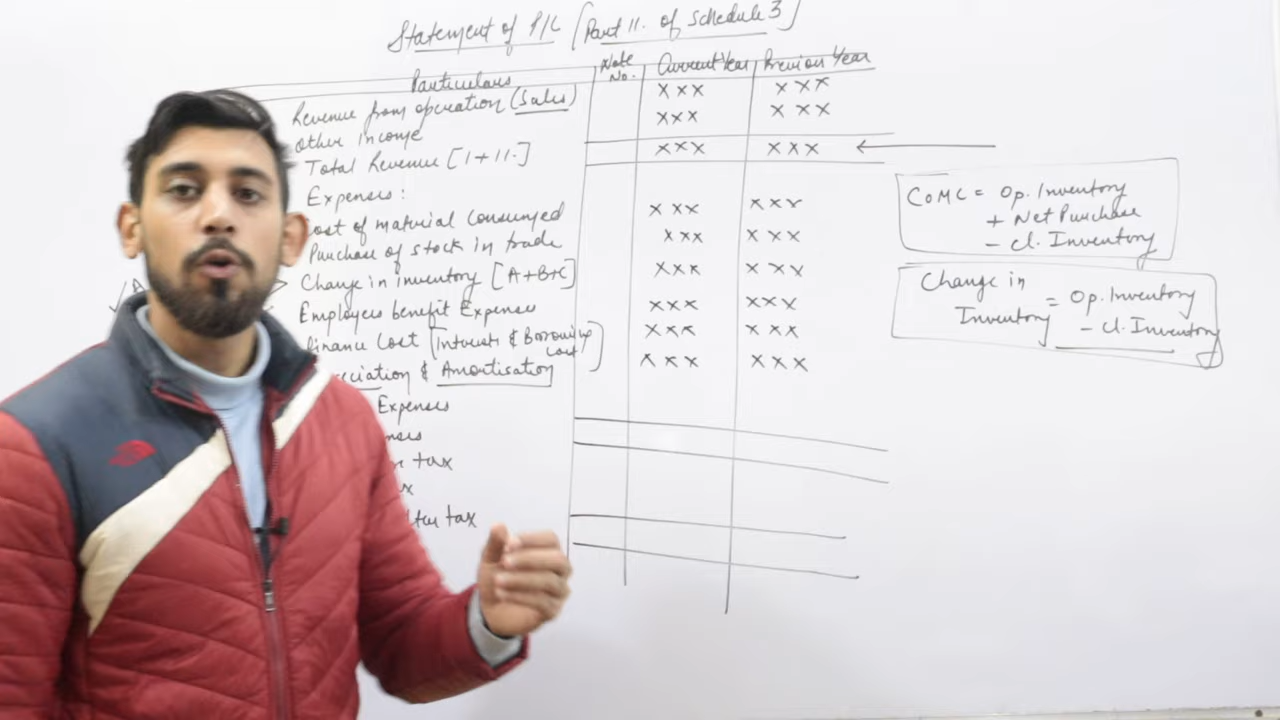 Statement of P/L [Part II. of Schedule 3]
Particulars Note No. Current Year Previous Year
Revenue from operation (Sales) xxx xxx
Other Income xxx xxx
Total Revenue [I + II.] xxx xxx
Expenses:
Cost of material Consumed xxx xxx
Purchase of stock in trade xxx xxx
Change in inventory [A+B+C] xxx xxx
Employees benefit Expenses xxx xxx
Finance Cost [Interest & Borrowing cost] xxx xxx
eciation & Amortisation xxx xxx
Expenses
nses
tax
x
tax
CoMC = Op. Inventory
+ Net Purchase
- cl. Inventory
Change in
Inventory = Op. Inventory
- cl. Inventory